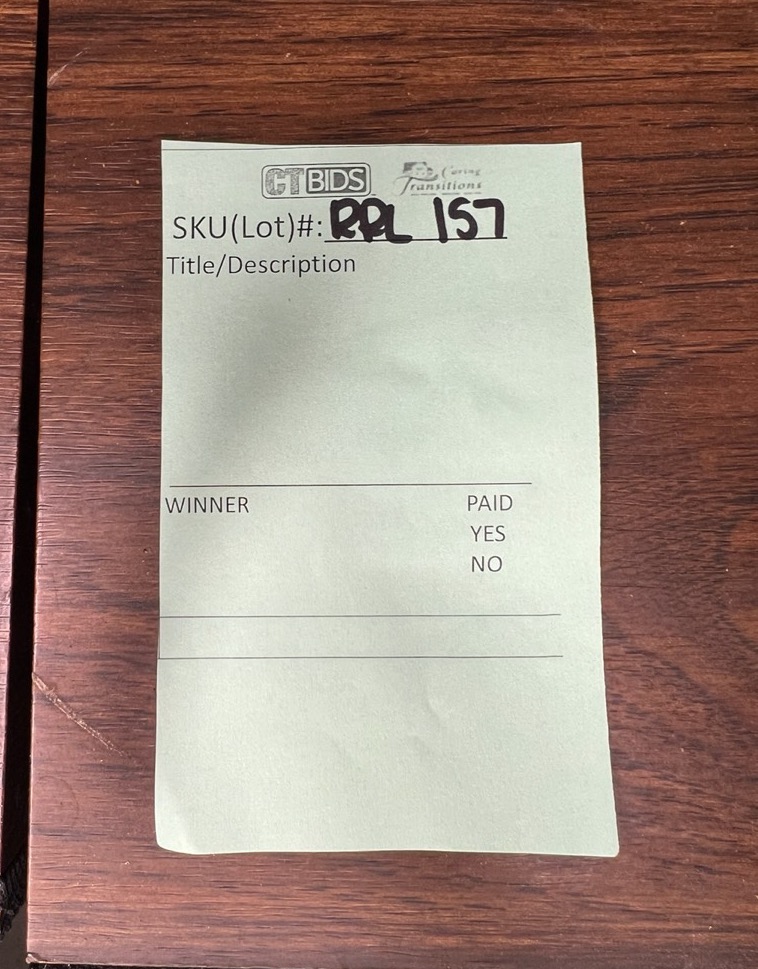 CTBIDS Caring Transitions
SKU(Lot)#: RRL 157
Title/Description
WINNER PAID
YES
NO